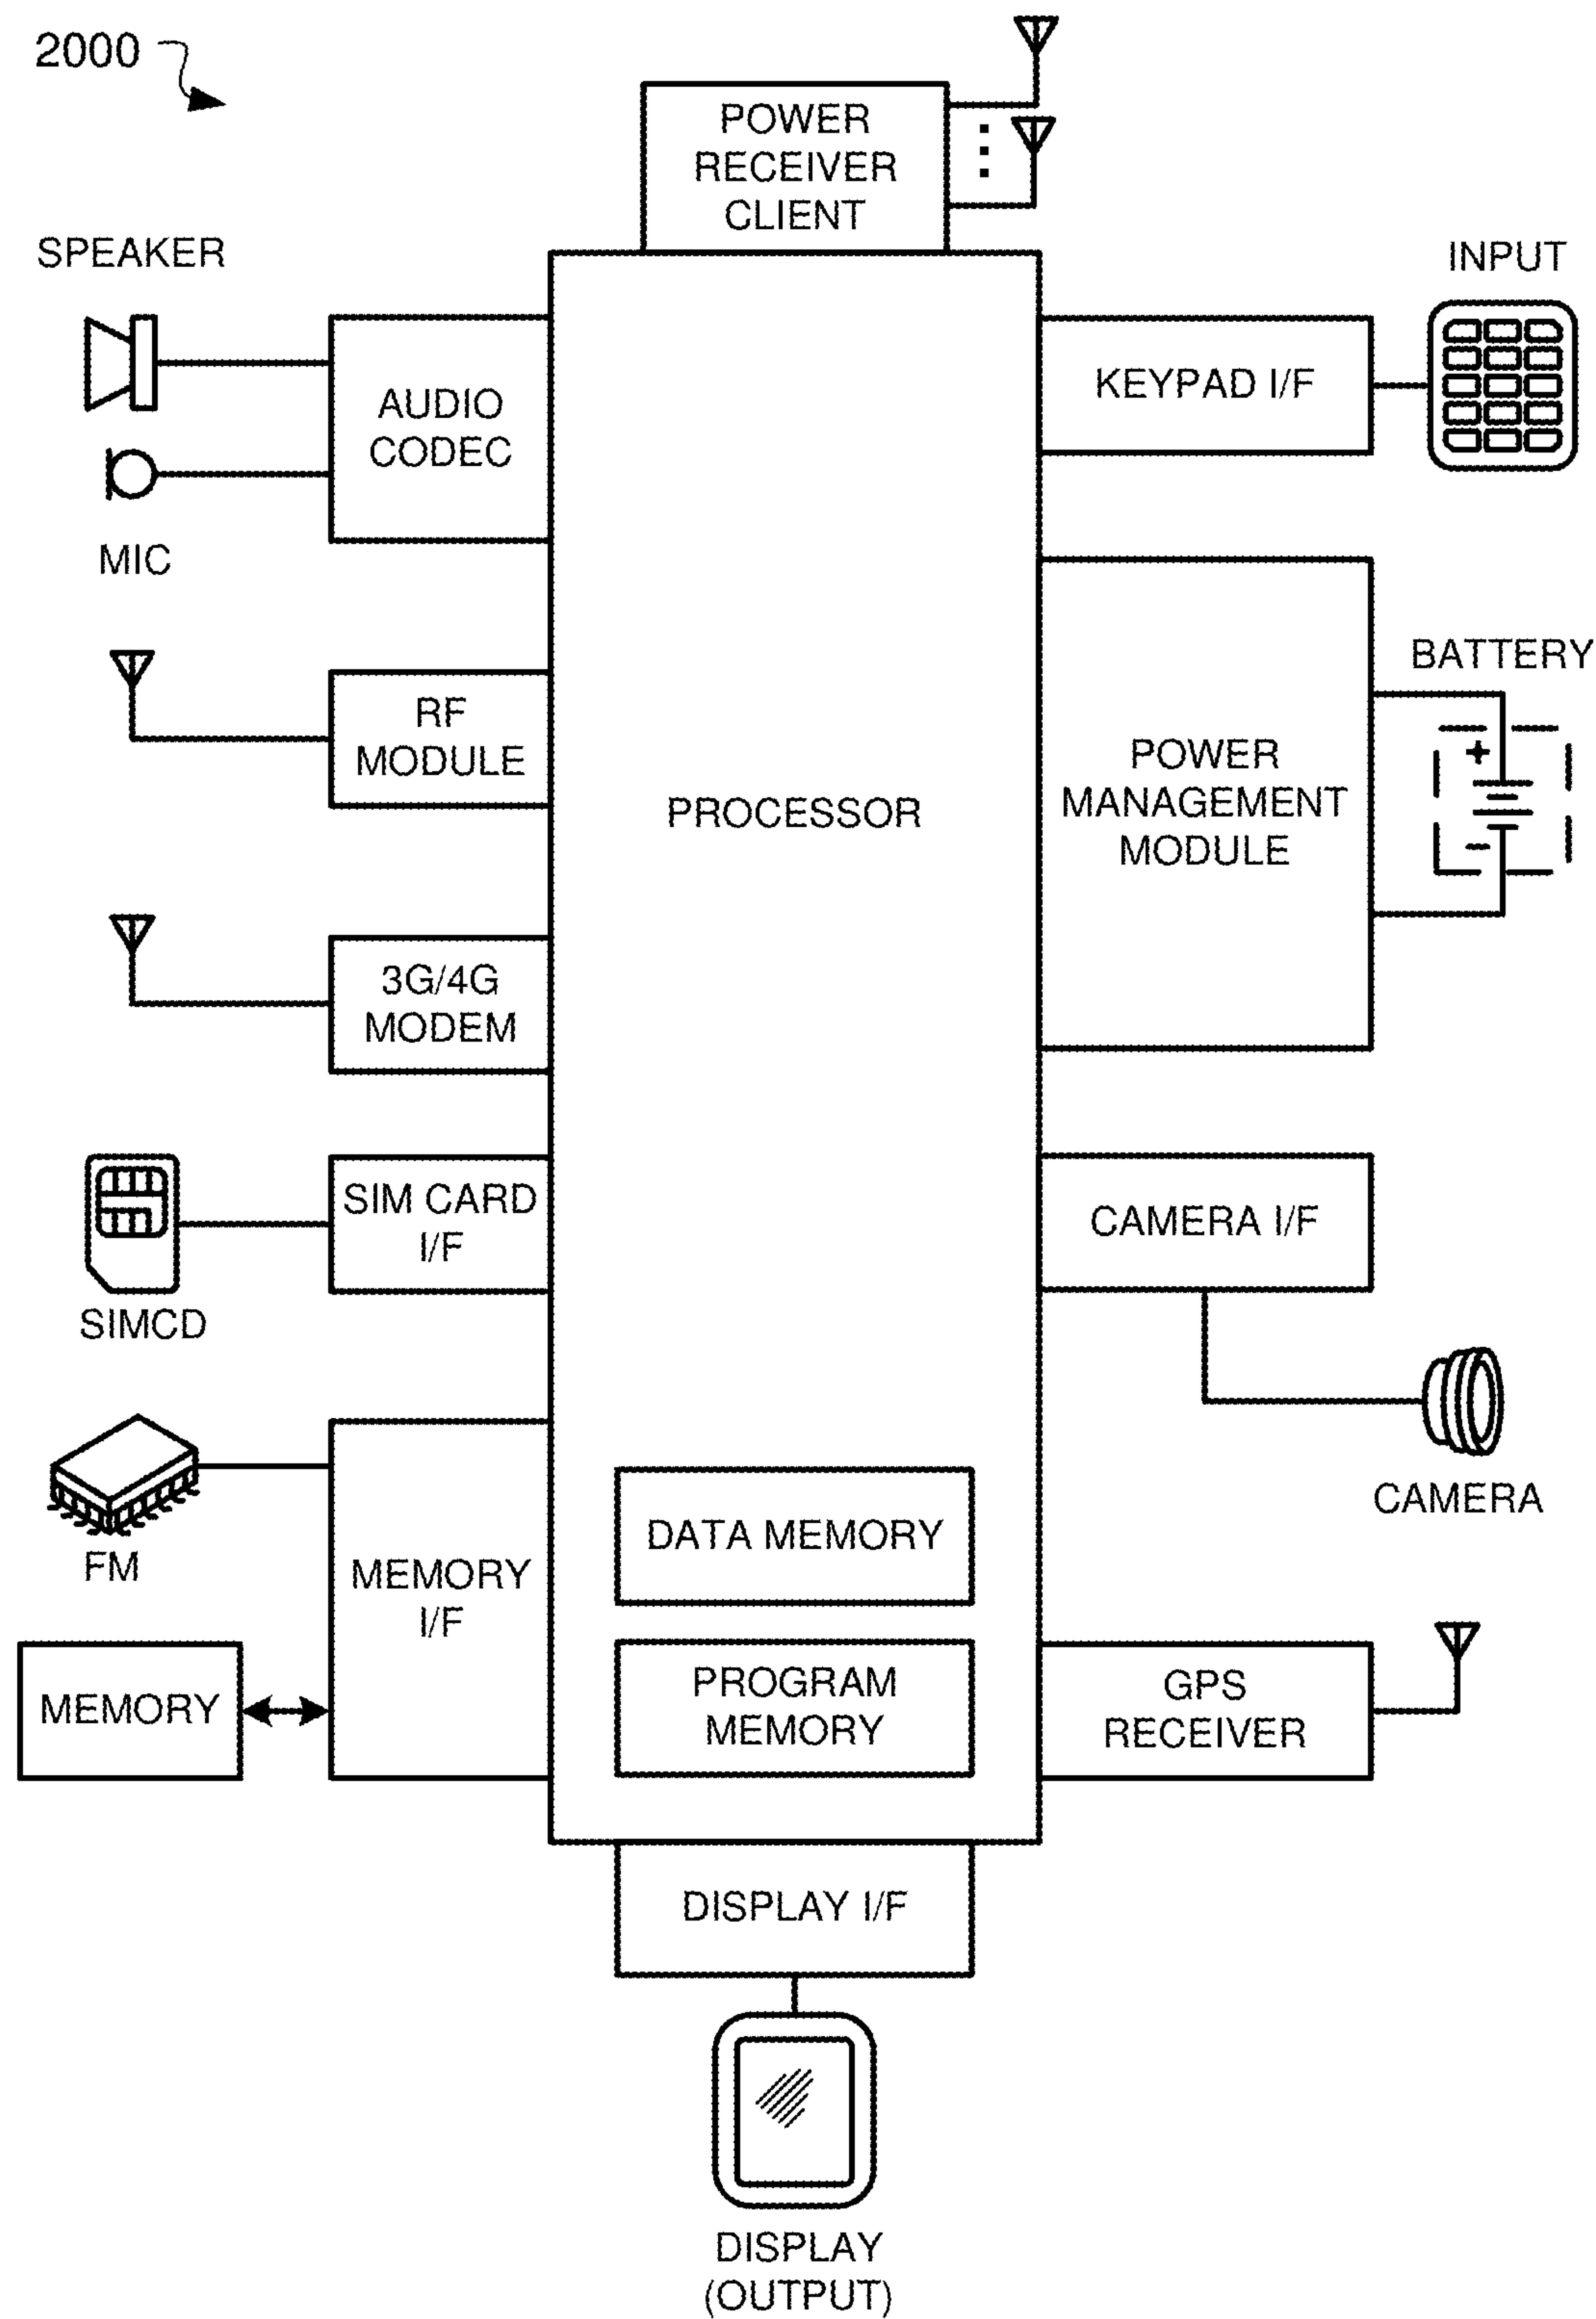 2000
POWER
RECEIVER
CLIENT
SPEAKER
INPUT
AUDIO
CODEC
KEYPAD I/F
MIC
RF
MODULE
PROCESSOR
POWER
MANAGEMENT
MODULE
BATTERY
+
-
3G/4G
MODEM
SIM CARD
I/F
SIMCD
CAMERA I/F
CAMERA
FM
MEMORY
I/F
MEMORY
DATA MEMORY
PROGRAM
MEMORY
GPS
RECEIVER
DISPLAY I/F
DISPLAY
(OUTPUT)